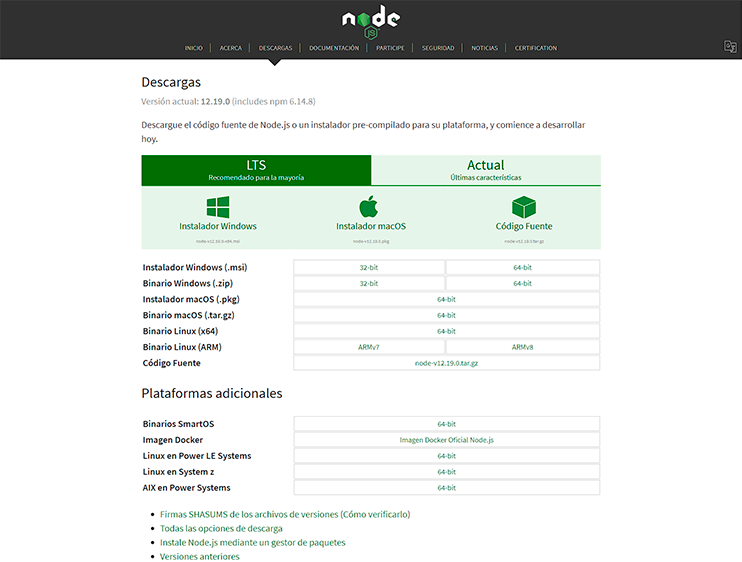 node
JS
INICIO | ACERCA | DESCARGAS | DOCUMENTACIÓN | PARTICIPE | SEGURIDAD | NOTICIAS | CERTIFICATION
Descargas
Versión actual: 12.19.0 (includes npm 6.14.8)
Descargue el código fuente de Node.js o un instalador pre-compilado para su plataforma, y comience a desarrollar
hoy.
LTS Actual
Recomendado para la mayoría Últimas características
Instalador Windows Instalador macOS Código Fuente
node-v12.19.0-x64.msi node-v12.19.0.pkg node-v12.19.0.tar.gz
Instalador Windows (.msi) 32-bit 64-bit
Binario Windows (.zip) 32-bit 64-bit
Instalador macOS (.pkg) 64-bit
Binario macOS (.tar.gz) 64-bit
Binario Linux (x64) 64-bit
Binario Linux (ARM) ARMv7 ARMv8
Código Fuente node-v12.19.0.tar.gz
Plataformas adicionales
Binarios SmartOS 64-bit
Imagen Docker Imagen Docker Oficial Node.js
Linux en Power LE Systems 64-bit
Linux en System z 64-bit
AIX en Power Systems 64-bit
• Firmas SHASUMS de los archivos de versiones (Cómo verificarlo)
• Todas las opciones de descarga
• Instale Node.js mediante un gestor de paquetes
• Versiones anteriores